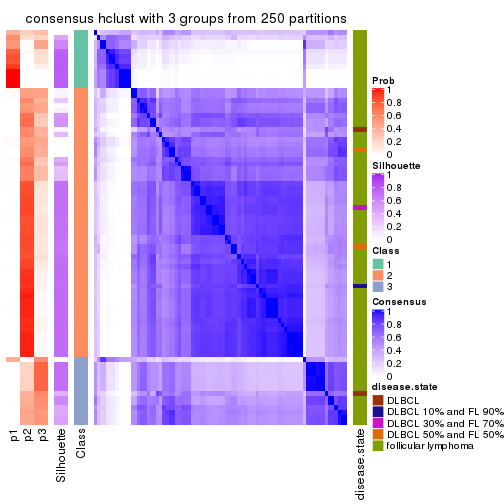 consensus hclust with 3 groups from 250 partitions
Prob
1
0.8
0.6
0.4
0.2
0
Silhouette
1
0.8
0.6
0.4
0.2
0
Class
1
2
3
Consensus
1
0.8
0.6
0.4
0.2
0
disease.state
DLBCL
DLBCL 10% and FL 90%
DLBCL 30% and FL 70%
DLBCL 50% and FL 50%
follicular lymphoma
p1
p2
p3
Silhouette
Class
disease.state